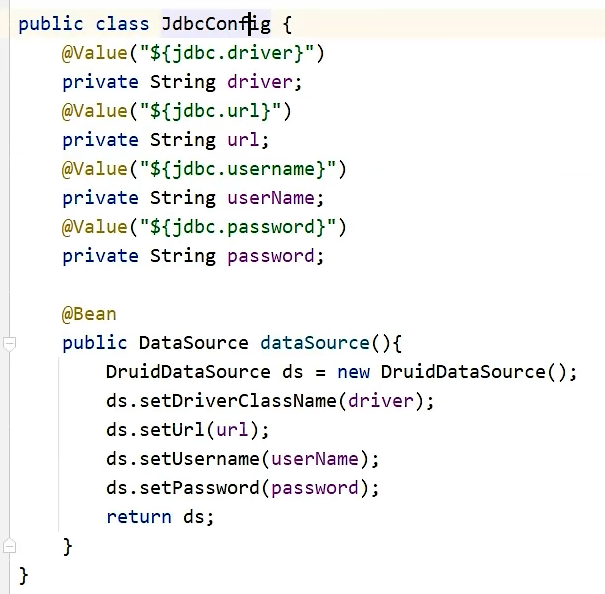 public class JdbcConfig {
@Value("${jdbc.driver}")
private String driver;
@Value("${jdbc.url}")
private String url;
@Value("${jdbc.username}")
private String userName;
@Value("${jdbc.password}")
private String password;
@Bean
public DataSource dataSource(){
DruidDataSource ds = new DruidDataSource();
ds.setDriverClassName(driver);
ds.setUrl(url);
ds.setUsername(userName);
ds.setPassword(password);
return ds;
}
}